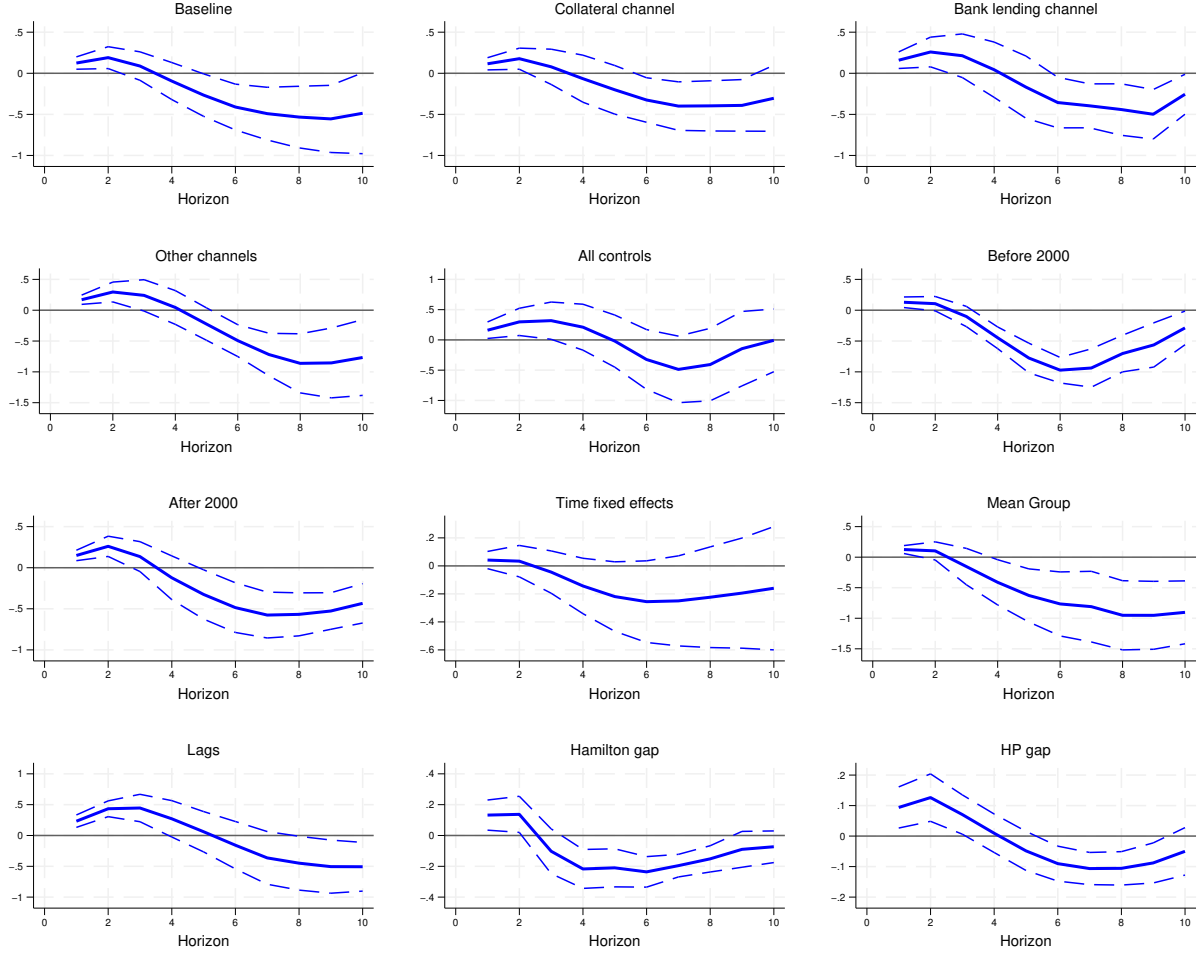 Baseline
.5
0
−.5
−1
0 2 4 6 8 10
Horizon
Collateral channel
.5
0
−.5
−1
0 2 4 6 8 10
Horizon
Bank lending channel
.5
0
−.5
−1
0 2 4 6 8 10
Horizon
Other channels
.5
0
−.5
−1
−1.5
0 2 4 6 8 10
Horizon
All controls
1
.5
0
−.5
−1
0 2 4 6 8 10
Horizon
Before 2000
.5
0
−.5
−1
−1.5
0 2 4 6 8 10
Horizon
After 2000
.5
0
−.5
−1
0 2 4 6 8 10
Horizon
Time fixed effects
.2
0
−.2
−.4
−.6
0 2 4 6 8 10
Horizon
Mean Group
.5
0
−.5
−1
−1.5
0 2 4 6 8 10
Horizon
Lags
1
.5
0
−.5
−1
0 2 4 6 8 10
Horizon
Hamilton gap
.4
.2
0
−.2
−.4
0 2 4 6 8 10
Horizon
HP gap
.2
.1
0
−.1
−.2
0 2 4 6 8 10
Horizon